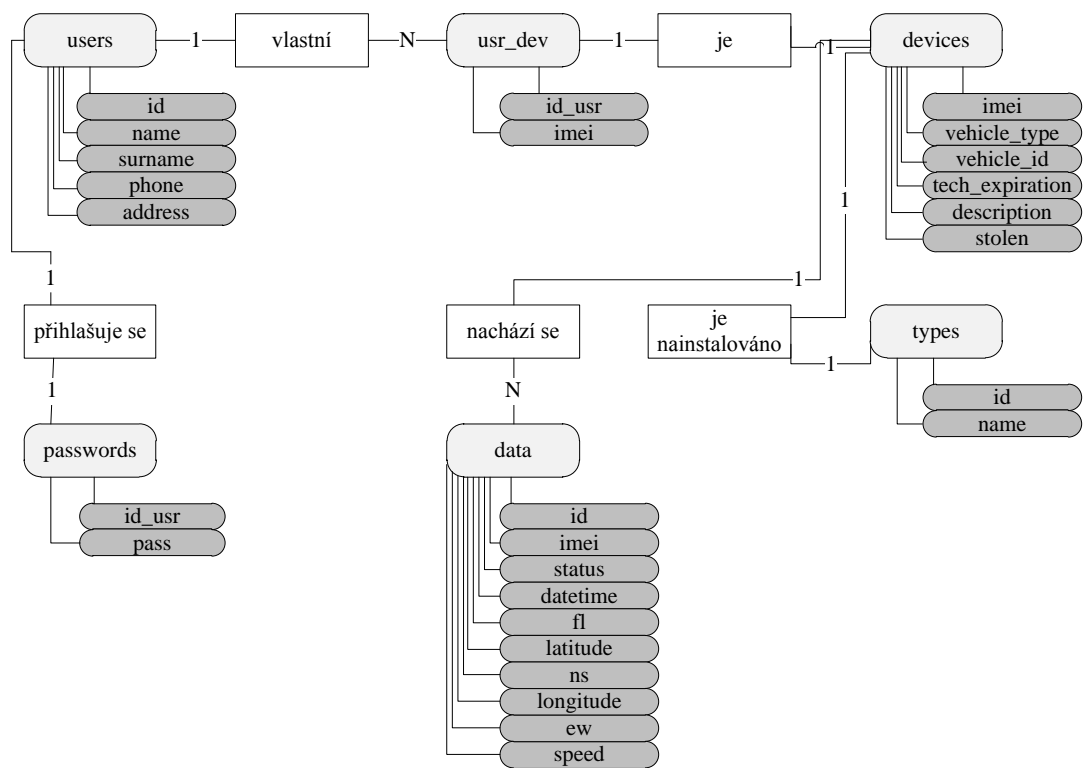 users
1
vlastní
N
usr_dev
1
je
1
devices
id
name
surname
phone
address
id_usr
imei
imei
vehicle_type
vehicle_id
tech_expiration
description
stolen
1
1
1
přihlašuje se
nachází se
je
nainstalováno
types
1
1
N
id
name
passwords
data
id_usr
pass
id
imei
status
datetime
fl
latitude
ns
longitude
ew
speed